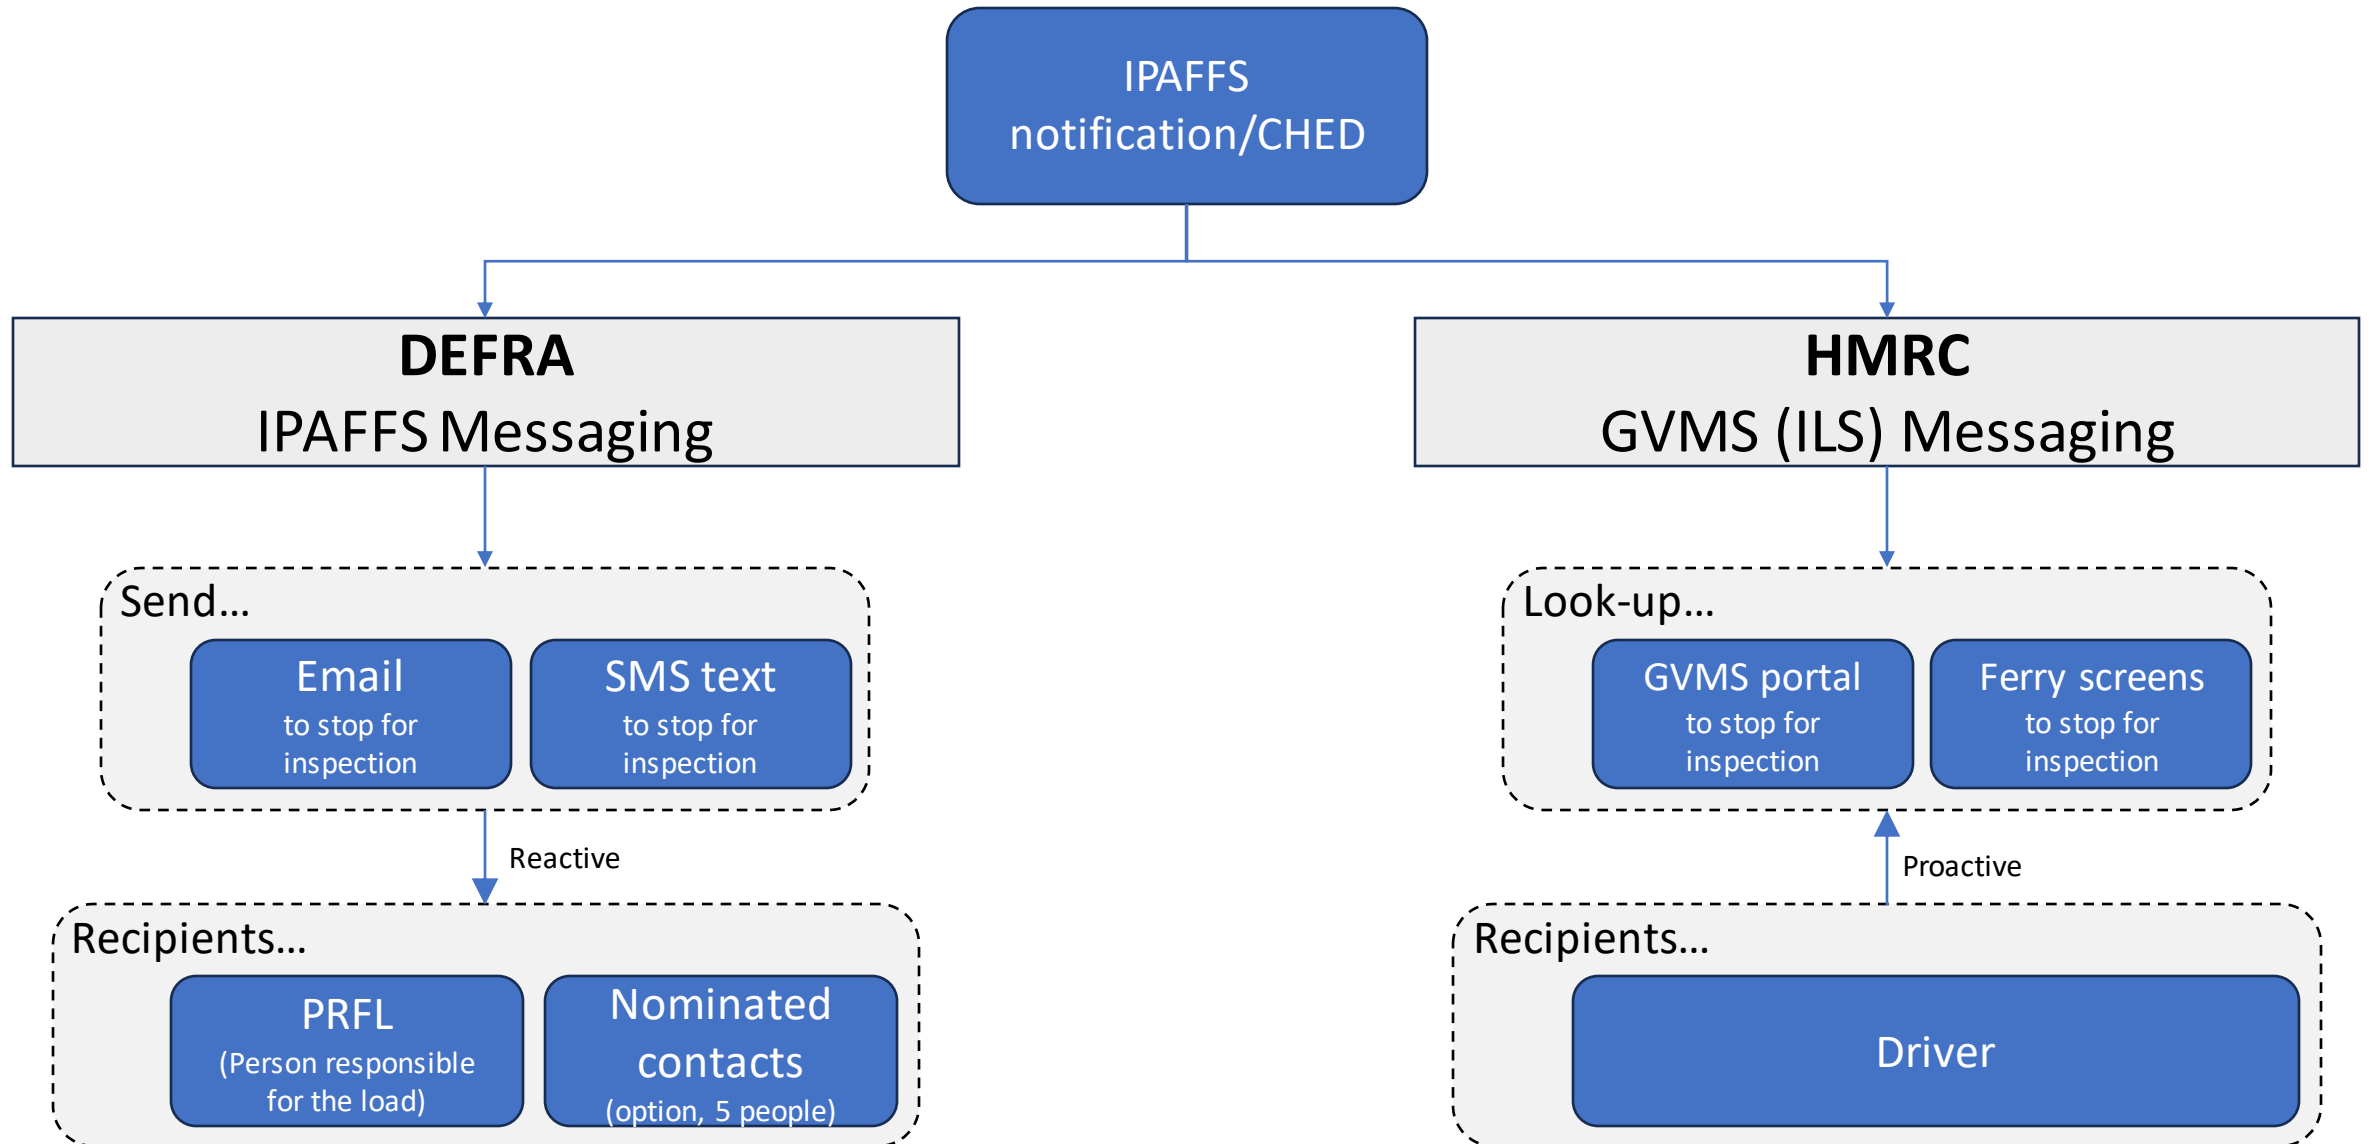 IPAFFS
notification/CHED
DEFRA
IPAFFS Messaging
HMRC
GVMS (ILS) Messaging
Send...
Email
to stop for
inspection
SMS text
to stop for
inspection
Look-up...
GVMS portal
to stop for
inspection
Ferry screens
to stop for
inspection
Reactive
Proactive
Recipients...
PRFL
(Person responsible
for the load)
Nominated
contacts
(option, 5 people)
Recipients...
Driver